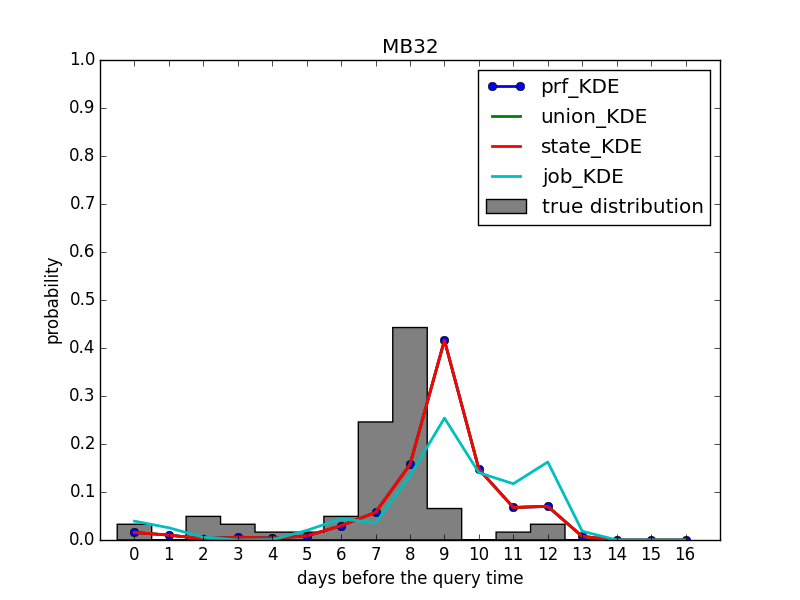 MB32
1.0
0.9
0.8
0.7
0.6
0.5
0.4
0.3
0.2
0.1
0.0
probability
prf_KDE
union_KDE
state_KDE
job_KDE
true distribution
0 1 2 3 4 5 6 7 8 9 10 11 12 13 14 15 16
days before the query time